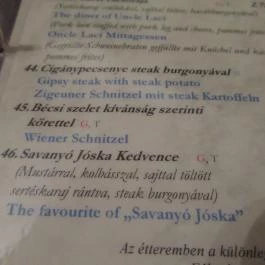 The dinner of Uncle Laci
Onele Laci Mittagessen
44. Cigánypecsenye steak burgonyával
Gipsy steak with steak potato
Zigeuner Schnitzel mit steak Kartoffeln
45. Bécsi szelet kívánság szerinti
körettel G, T
Wiener Schnitzel
46. Savanyó Jóska Kedvence G, T
(Mustárral, kolbásszal, sajttal töltött
sertéskaraj rántva, steak burgonyával)
The favourite of „Savanyó Jóska"
Az étteremben a különle